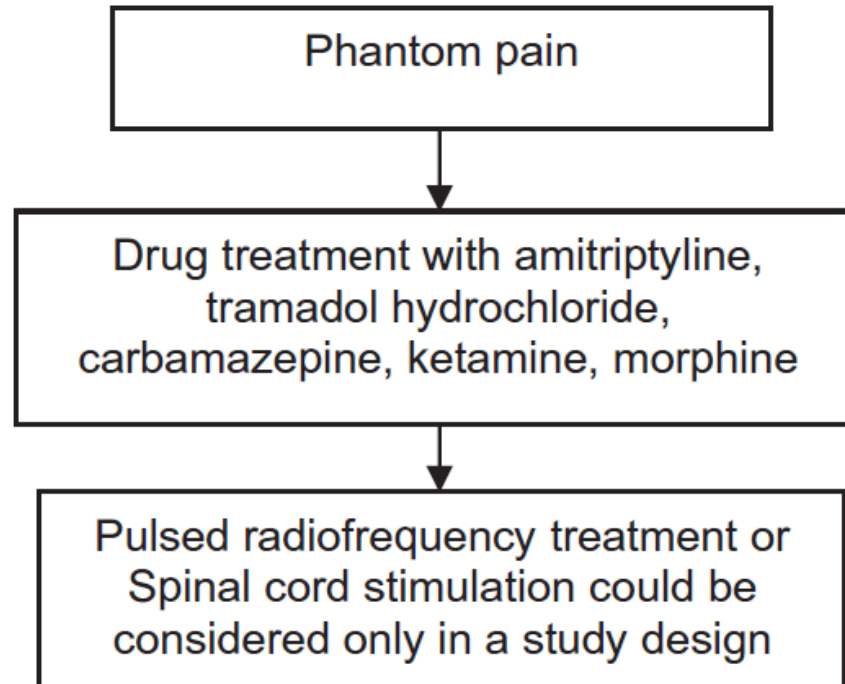 Phantom pain
Drug treatment with amitriptyline,
tramadol hydrochloride,
carbamazepine, ketamine, morphine
Pulsed radiofrequency treatment or
Spinal cord stimulation could be
considered only in a study design